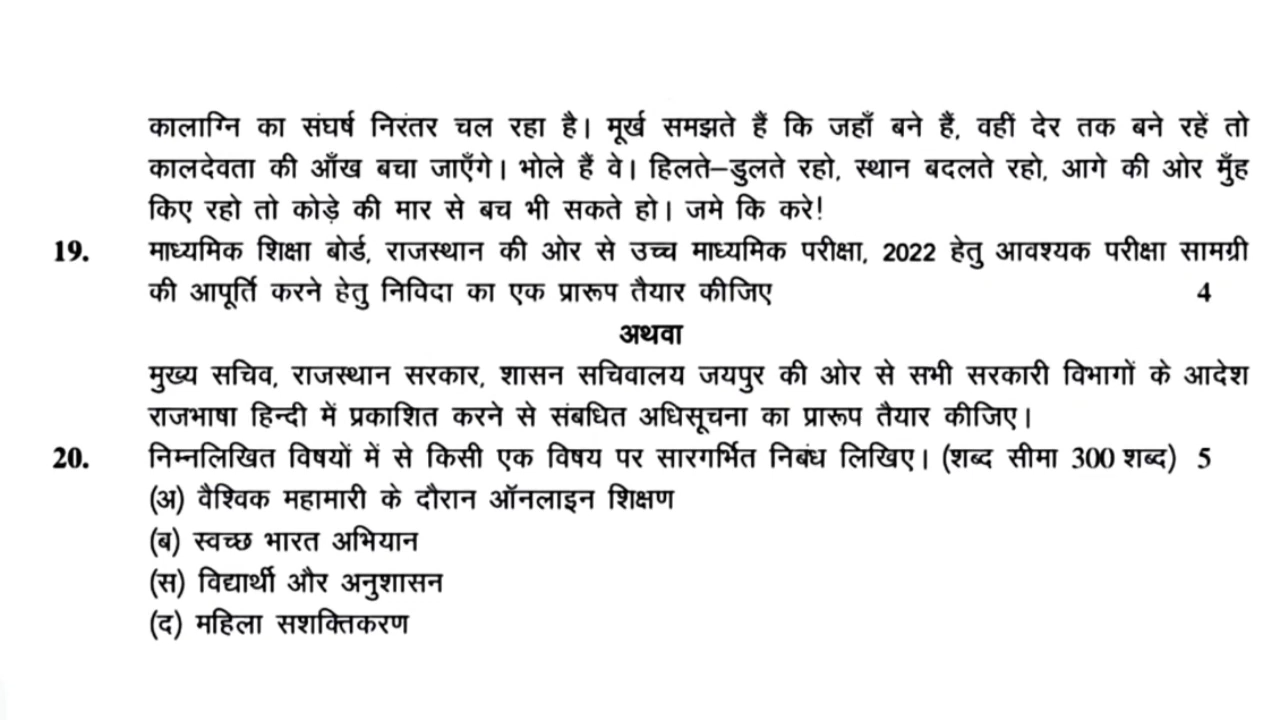 कालाग्नि का संघर्ष निरंतर चल रहा है। मूर्ख समझते हैं कि जहाँ बने हैं, वहीं देर तक बने रहें तो
कालदेवता की आँख बचा जाएँगे। भोले हैं वे। हिलते–डुलते रहो, स्थान बदलते रहो, आगे की ओर मुँह
किए रहो तो कोड़े की मार से बच भी सकते हो। जमे कि करे!
19. माध्यमिक शिक्षा बोर्ड, राजस्थान की ओर से उच्च माध्यमिक परीक्षा, 2022 हेतु आवश्यक परीक्षा सामग्री
की आपूर्ति करने हेतु निविदा का एक प्रारूप तैयार कीजिए 4
अथवा
मुख्य सचिव, राजस्थान सरकार, शासन सचिवालय जयपुर की ओर से सभी सरकारी विभागों के आदेश
राजभाषा हिन्दी में प्रकाशित करने से संबधित अधिसूचना का प्रारूप तैयार कीजिए।
20. निम्नलिखित विषयों में से किसी एक विषय पर सारगर्भित निबंध लिखिए। (शब्द सीमा 300 शब्द) 5
(अ) वैश्विक महामारी के दौरान ऑनलाइन शिक्षण
(ब) स्वच्छ भारत अभियान
(स) विद्यार्थी और अनुशासन
(द) महिला सशक्तिकरण